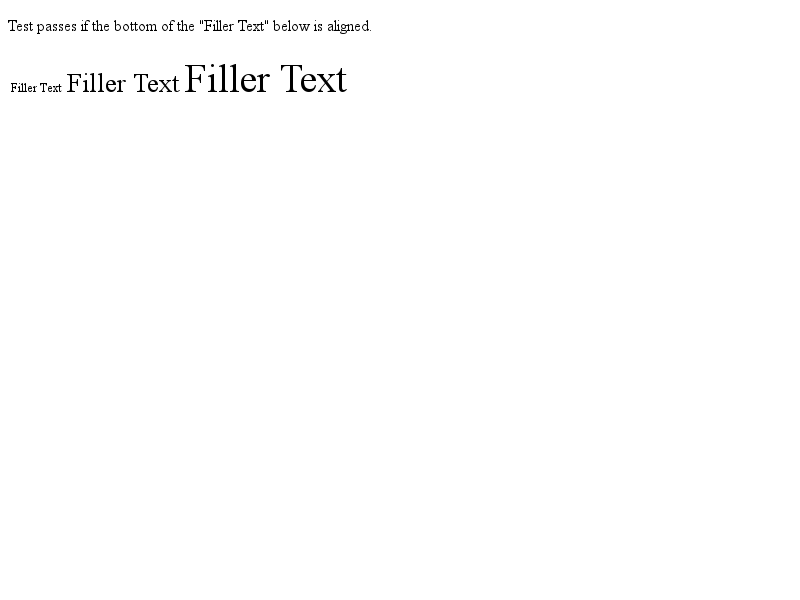 Test passes if the bottom of the "Filler Text" below is aligned.
Filler Text Filler Text Filler Text